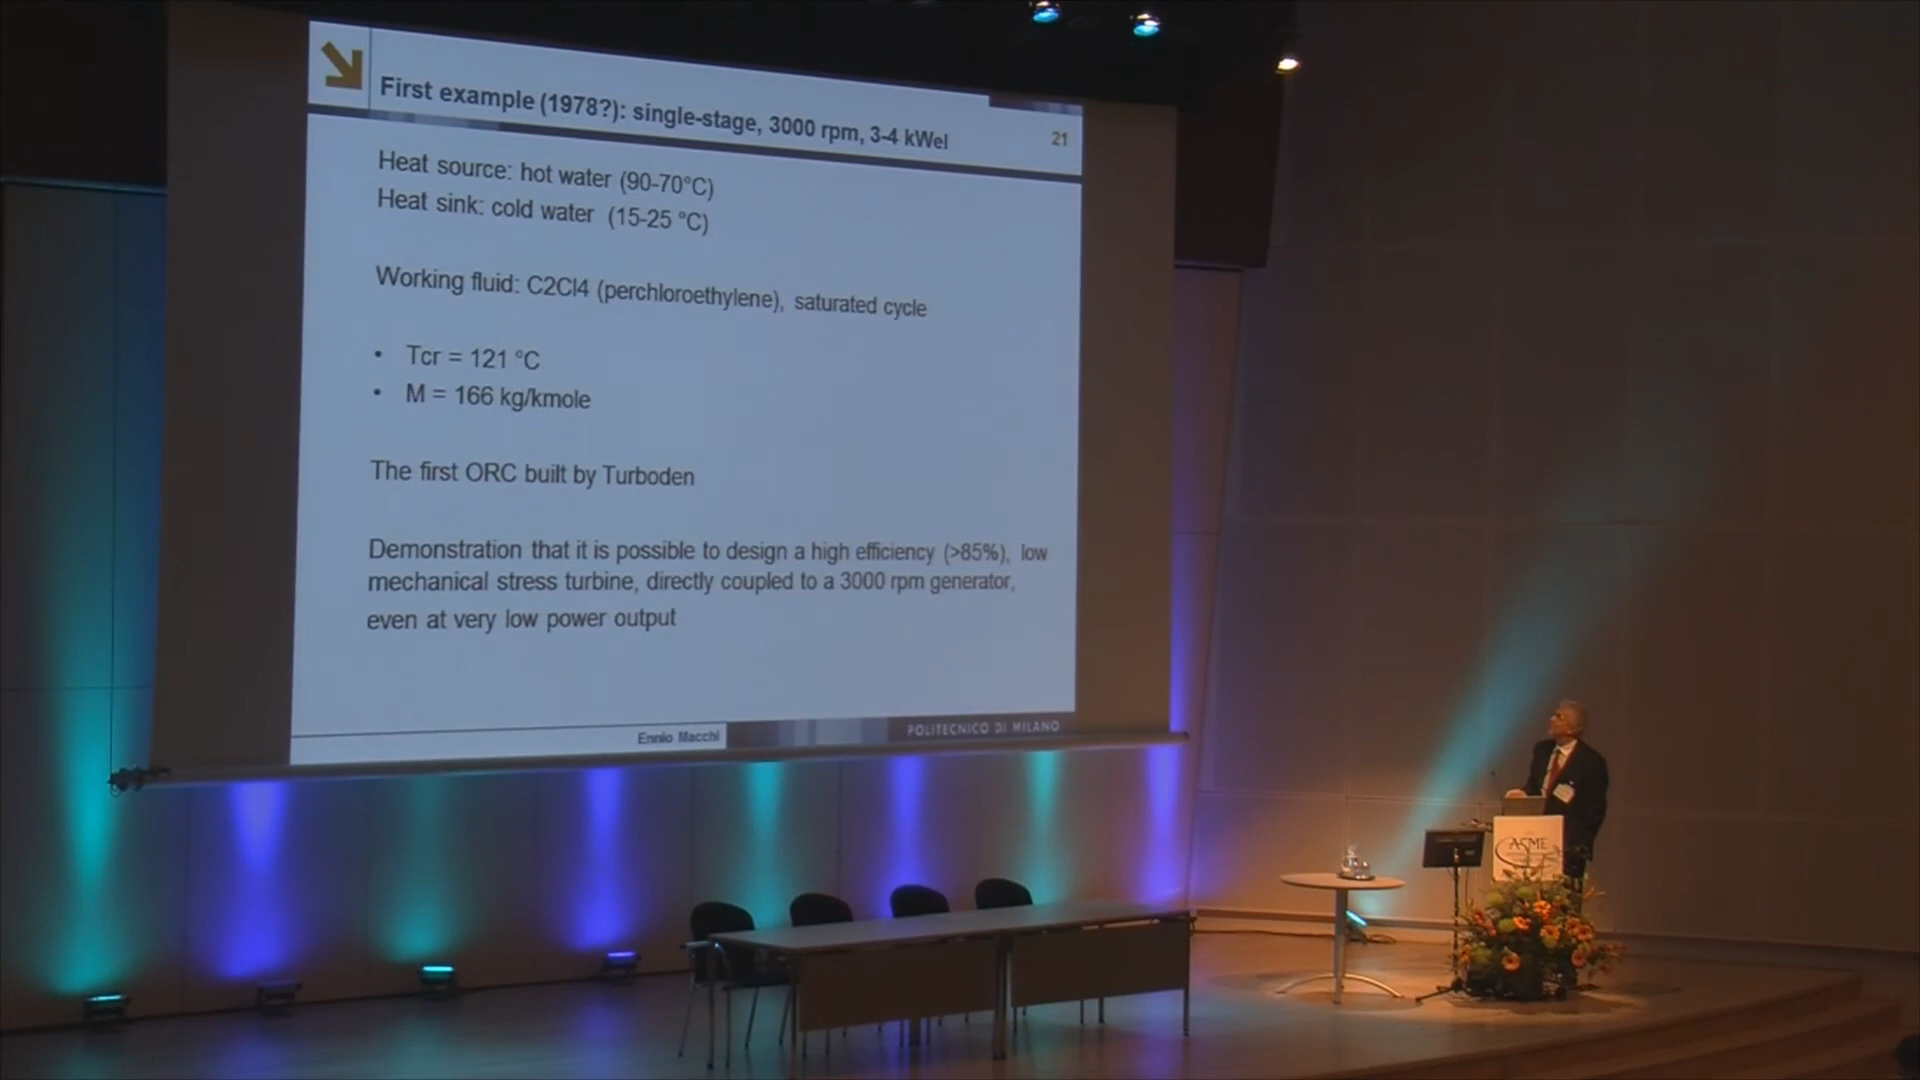 First example (1978?): single-stage, 3000 rpm, 3-4 kWel
21
Heat source: hot water (90-70°C)
Heat sink: cold water (15-25 °C)
Working fluid: C2Cl4 (perchloroethylene), saturated cycle
• Tcr = 121 °C
• M = 166 kg/kmole
The first ORC built by Turboden
Demonstration that it is possible to design a high efficiency (>85%), low
mechanical stress turbine, directly coupled to a 3000 rpm generator,
even at very low power output
Ennio Macchi
POLITECNICO DI MILANO
ASME